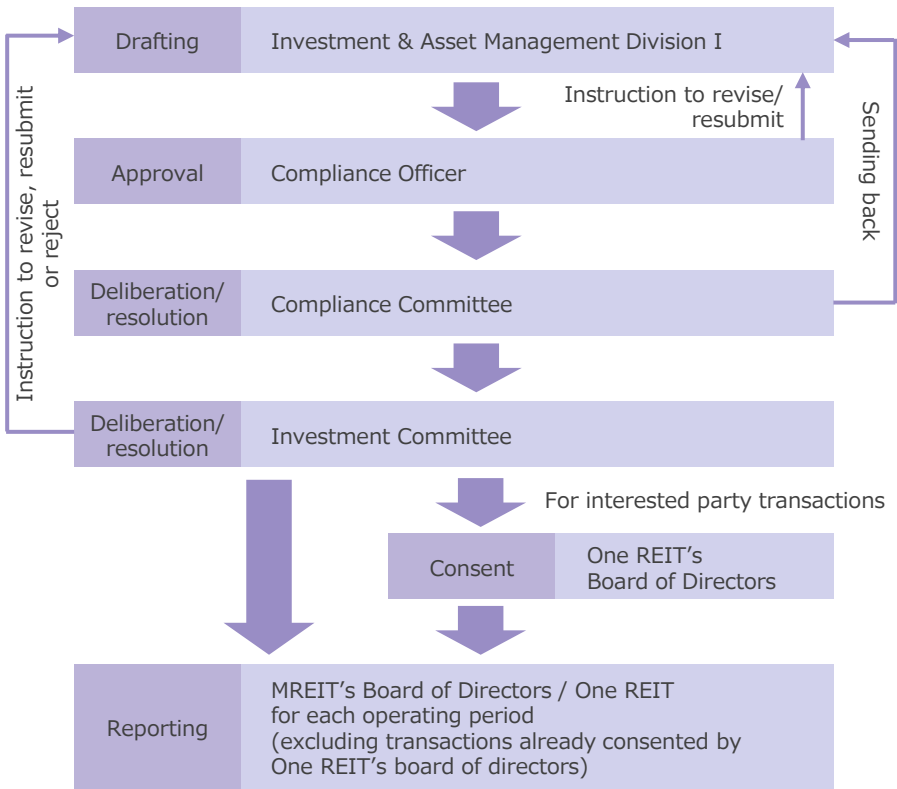 Drafting
Investment & Asset Management Division I
Instruction to revise/
resubmit
Approval
Compliance Officer
Deliberation/
resolution
Compliance Committee
Sending back
Deliberation/
resolution
Investment Committee
Instruction to revise, resubmit
or reject
For interested party transactions
Consent
One REIT's
Board of Directors
Reporting
MREIT's Board of Directors / One REIT
for each operating period
(excluding transactions already consented by
One REIT's board of directors)